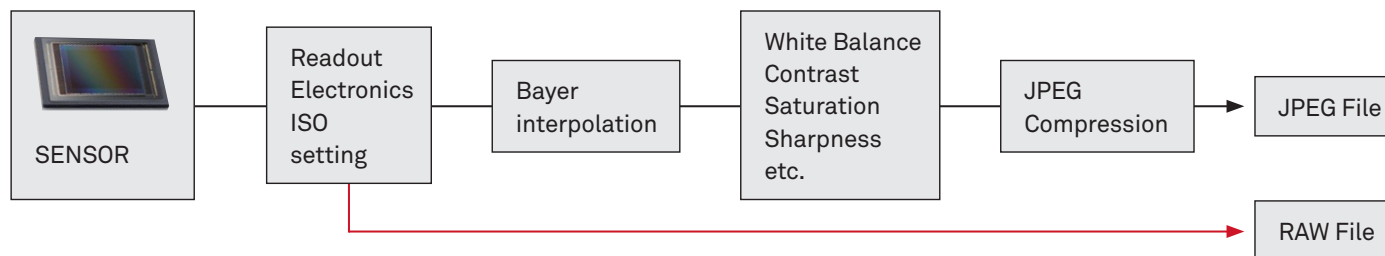 SENSOR
Readout
Electronics
ISO
setting
Bayer
interpolation
White Balance
Contrast
Saturation
Sharpness
etc.
JPEG
Compression
JPEG File
RAW File